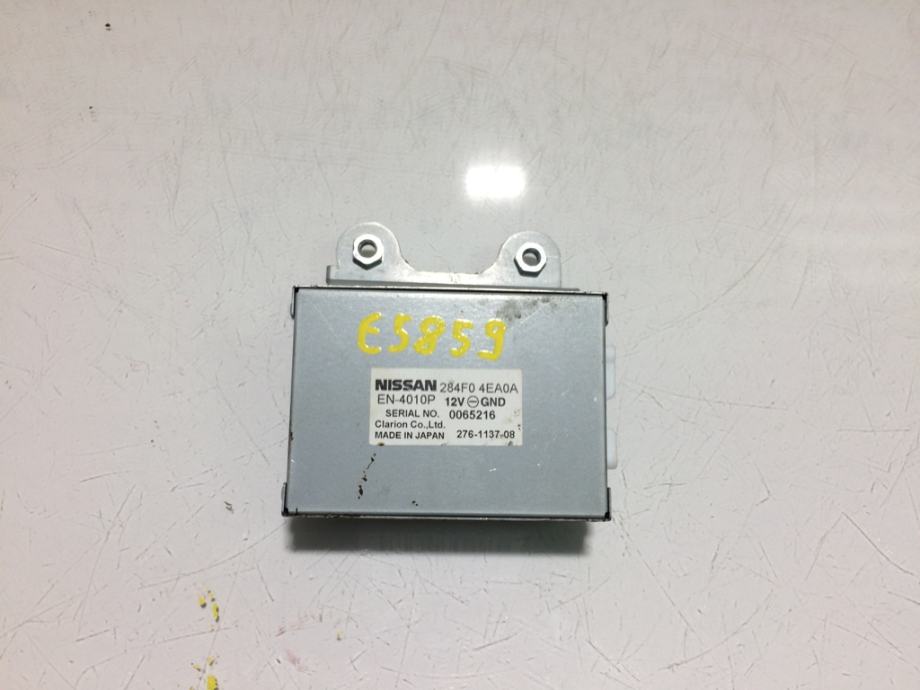 E5859
NISSAN 284F0 4EA0A
EN-4010P 12V ⊖ GND
SERIAL NO. 0065216
Clarion Co.,Ltd.
MADE IN JAPAN 276-1137-08